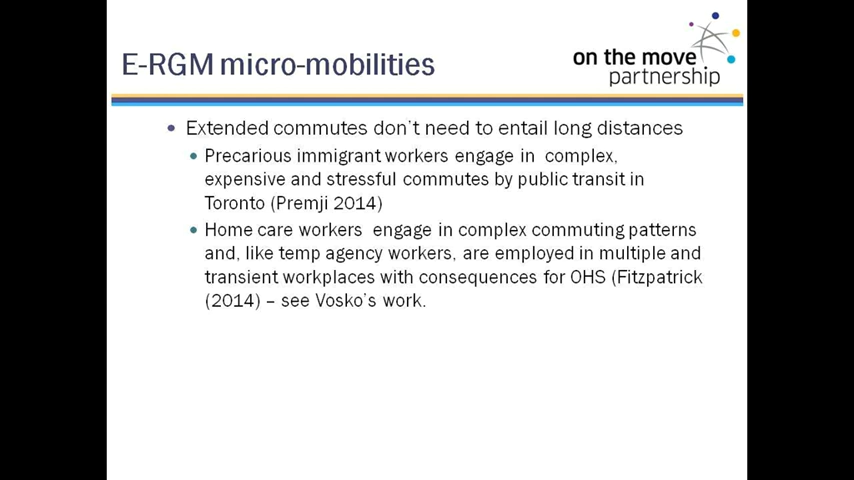 E-RGM micro-mobilities
on the move
partnership
• Extended commutes don't need to entail long distances
• Precarious immigrant workers engage in complex,
expensive and stressful commutes by public transit in
Toronto (Premji 2014)
• Home care workers engage in complex commuting patterns
and, like temp agency workers, are employed in multiple and
transient workplaces with consequences for OHS (Fitzpatrick
(2014) – see Vosko's work.